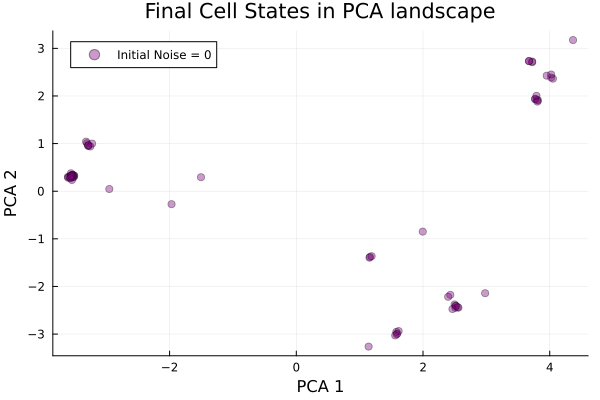 Final Cell States in PCA landscape
Initial Noise = 0
3
2
1
0
−1
−2
−3
PCA 2
−2
0
2
4
PCA 1